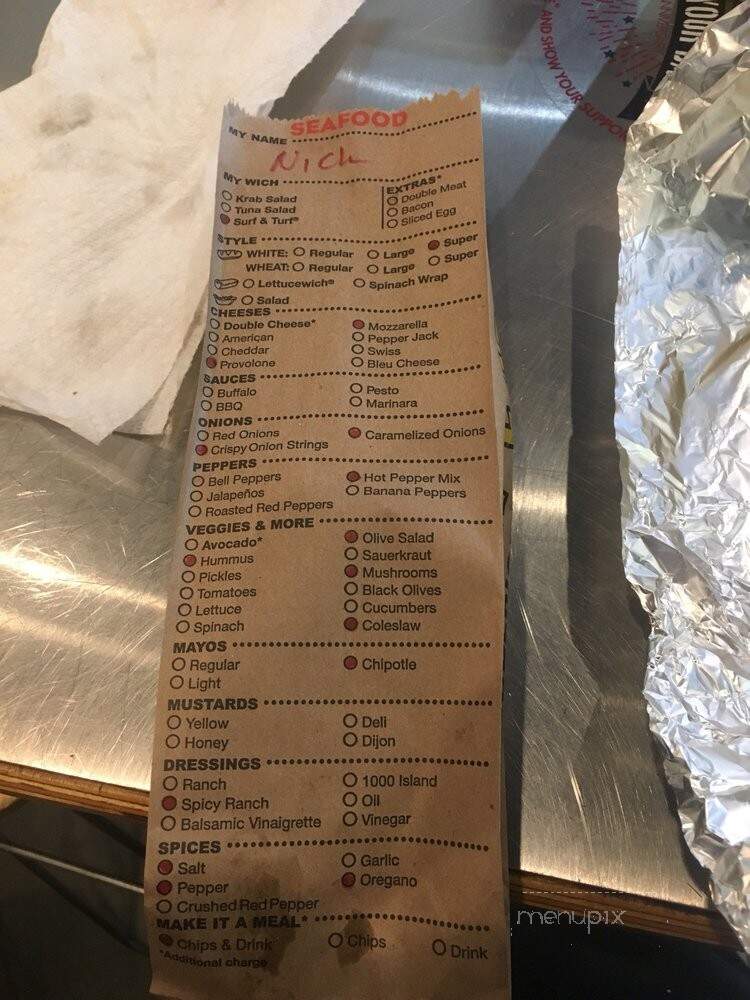 SEAFOOD
MY NAME
Nick
MY WICH
EXTRAS*
Krab Salad
Tuna Salad
Surf & Turf®
Double Meat
Bacon
Sliced Egg
STYLE
WHITE: Regular Large Super
WHEAT: Regular Large Super
Lettucewich® Spinach Wrap
Salad
CHEESES
Double Cheese* Mozzarella
American Pepper Jack
Cheddar Swiss
Provolone Bleu Cheese
SAUCES
Buffalo Pesto
BBQ Marinara
ONIONS
Red Onions Caramelized Onions
Crispy Onion Strings
PEPPERS
Bell Peppers Hot Pepper Mix
Jalapeños Banana Peppers
Roasted Red Peppers
VEGGIES & MORE
Avocado* Olive Salad
Hummus Sauerkraut
Pickles Mushrooms
Tomatoes Black Olives
Lettuce Cucumbers
Spinach Coleslaw
MAYOS
Regular Chipotle
Light
MUSTARDS
Yellow Deli
Honey Dijon
DRESSINGS
Ranch 1000 Island
Spicy Ranch Oil
Balsamic Vinaigrette Vinegar
SPICES
Salt Garlic
Pepper Oregano
Crushed Red Pepper
MAKE IT A MEAL*
Chips & Drink Chips Drink
*Additional charge
AND SHOW YOUR SUPPO
YOUR
menupix